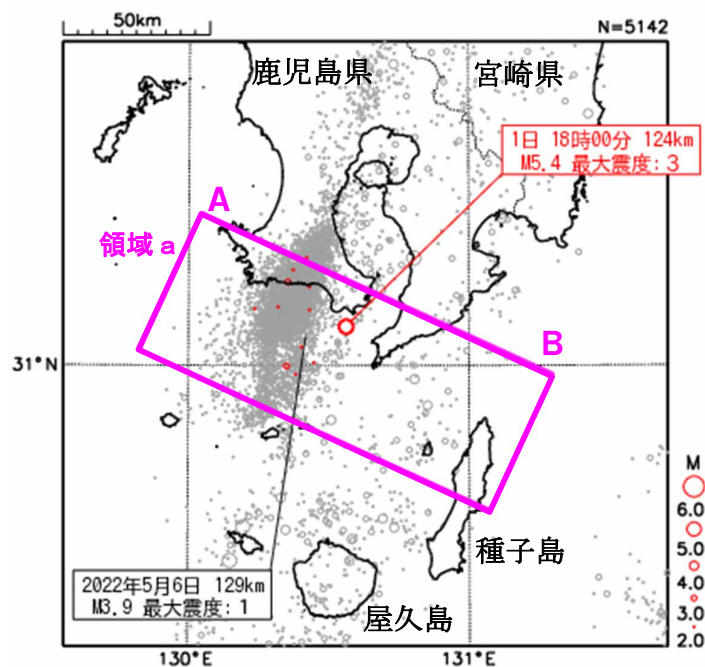 50km
N=5142
鹿児島県
宮崎県
1日 18時00分 124km
M5.4 最大震度:3
A
領域a
B
31°N
M
6.0
5.0
4.0
3.0
2.0
種子島
2022年5月6日 129km
M3.9 最大震度:1
屋久島
130°E
131°E